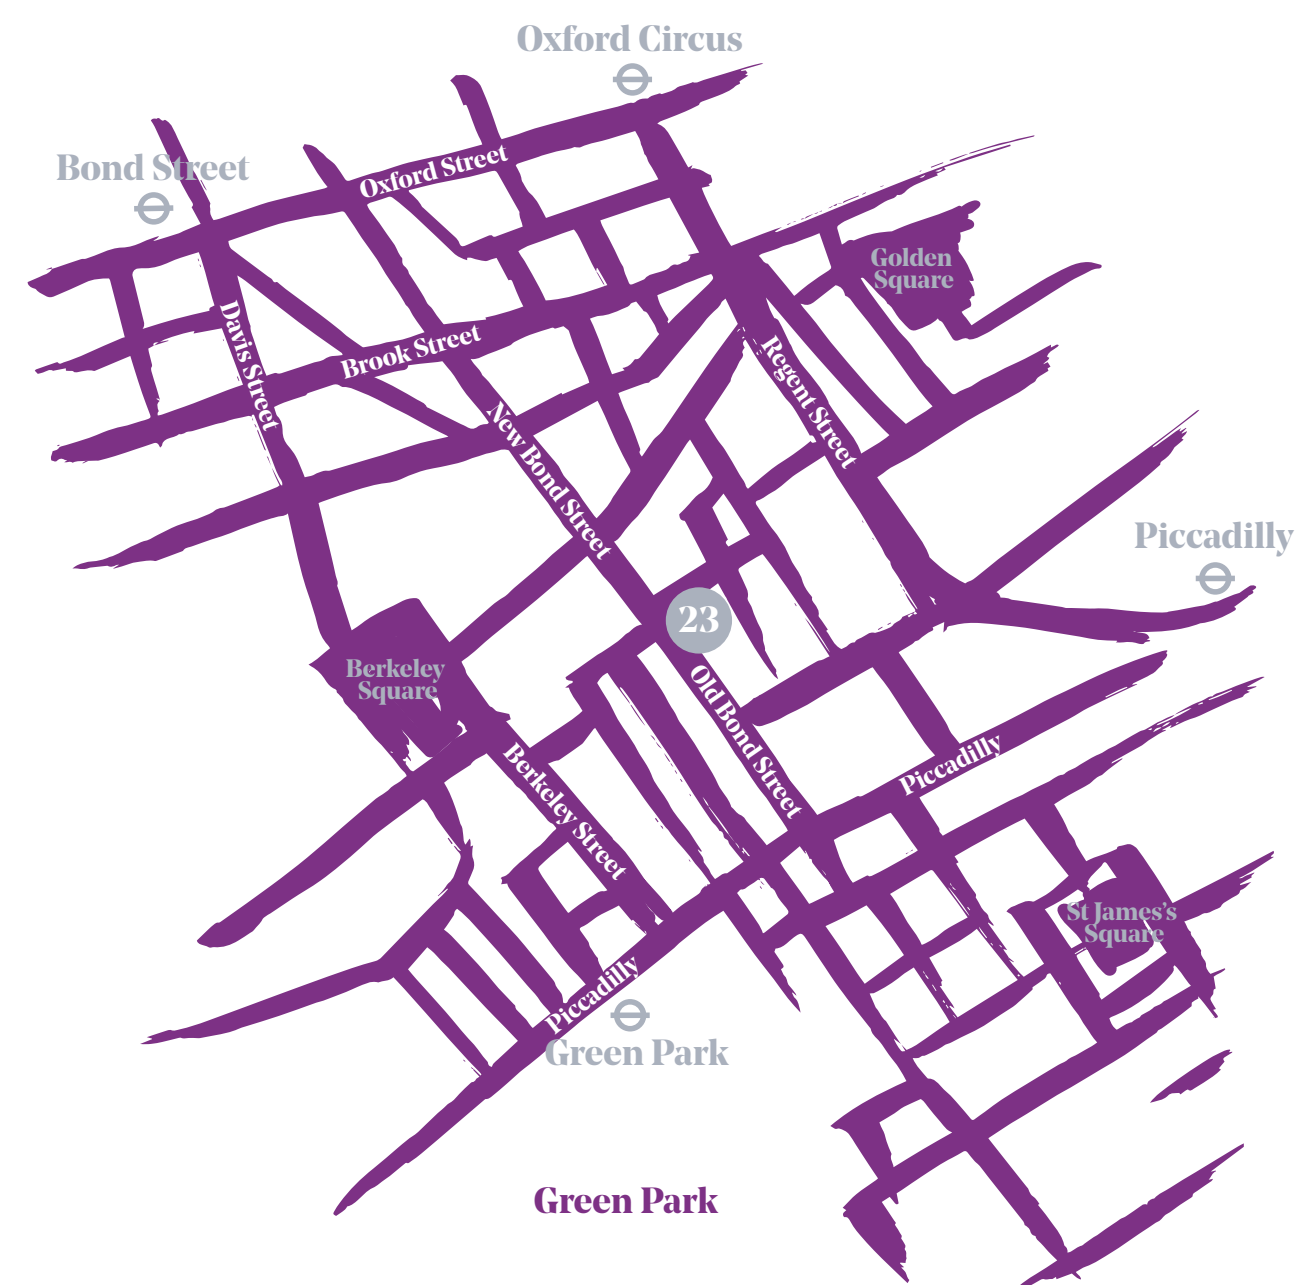 Oxford Circus
Bond Street
Oxford Street
Golden
Square
Davis Street
Brook Street
Regent Street
New Bond Street
Piccadilly
23
Berkeley
Square
Old Bond Street
Berkeley Street
Piccadilly
St James's
Square
Piccadilly
Green Park
Green Park